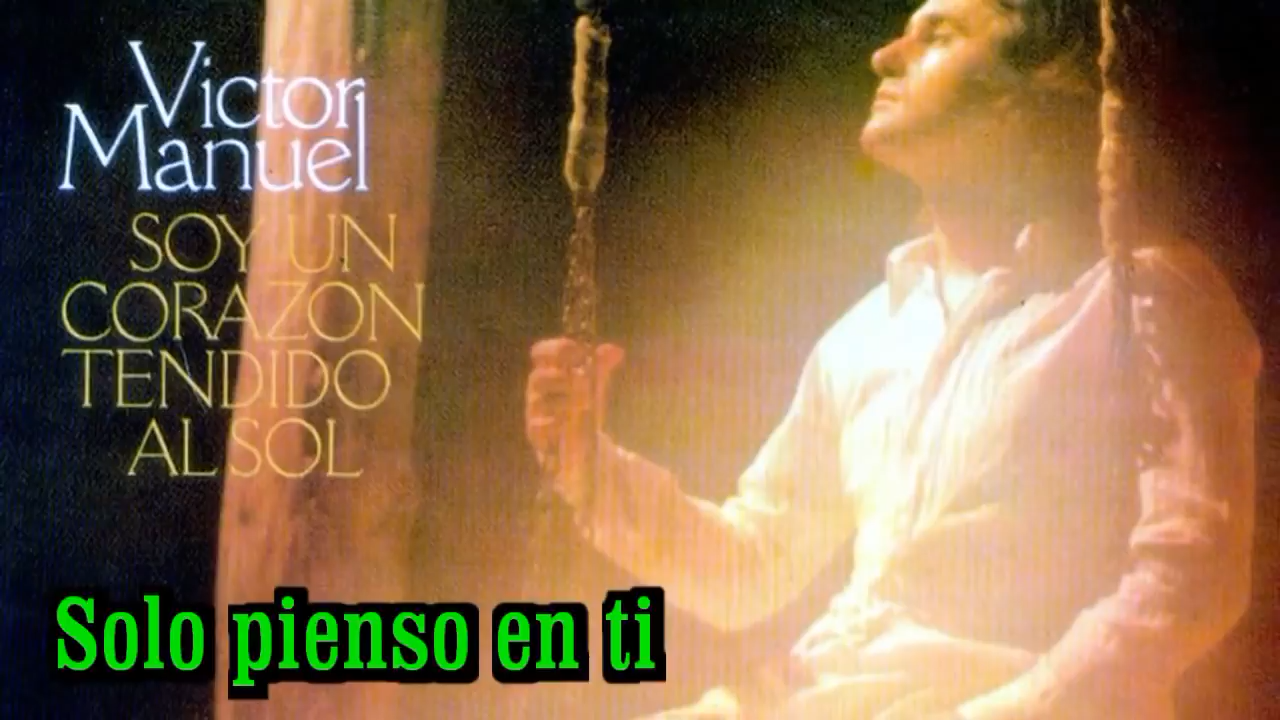 Victor
Manuel
SOY UN
CORAZON
TENDIDO
AL SOL
Solo pienso en ti